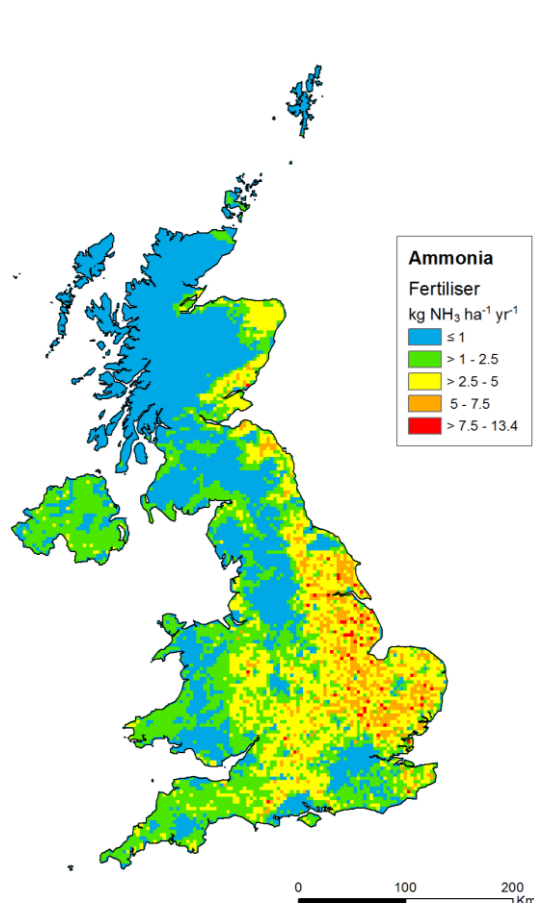 Ammonia
Fertiliser
kg NH₃ ha⁻¹ yr⁻¹
≤ 1
> 1 - 2.5
> 2.5 - 5
5 - 7.5
> 7.5 - 13.4
0 100 200
Km